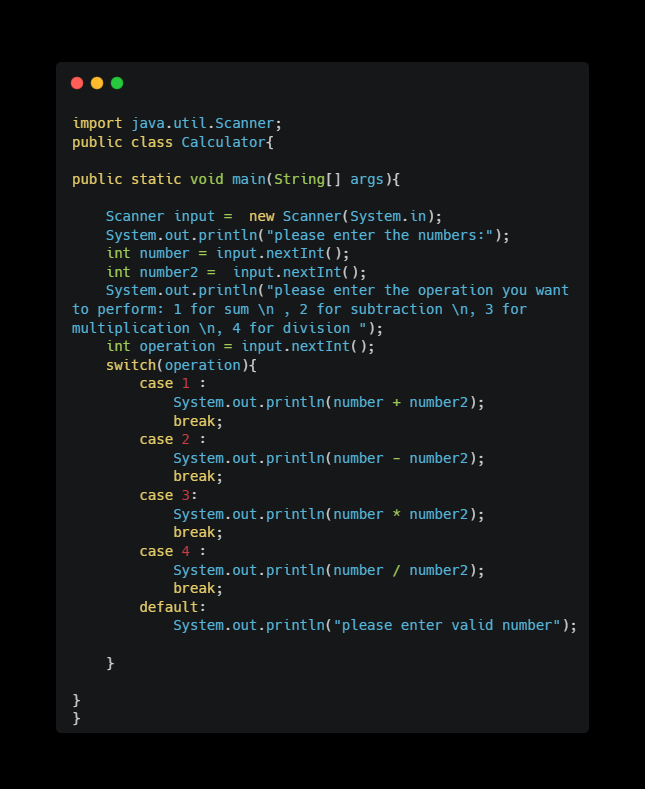 import java.util.Scanner;
public class Calculator{
public static void main(String[] args){
Scanner input =  new Scanner(System.in);
System.out.println("please enter the numbers:");
int number = input.nextInt();
int number2 =  input.nextInt();
System.out.println("please enter the operation you want
to perform: 1 for sum \n , 2 for subtraction \n, 3 for
multiplication \n, 4 for division ");
int operation = input.nextInt();
switch(operation){
case 1 :
System.out.println(number + number2);
break;
case 2 :
System.out.println(number - number2);
break;
case 3:
System.out.println(number * number2);
break;
case 4 :
System.out.println(number / number2);
break;
default:
System.out.println("please enter valid number");
}
}
}